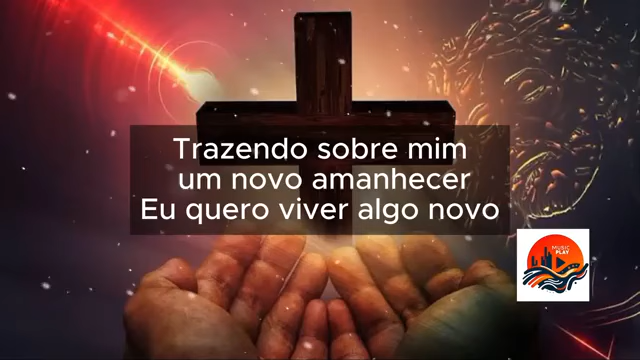 Trazendo sobre mim
um novo amanhecer
Eu quero viver algo novo
MUSIC
PLAY